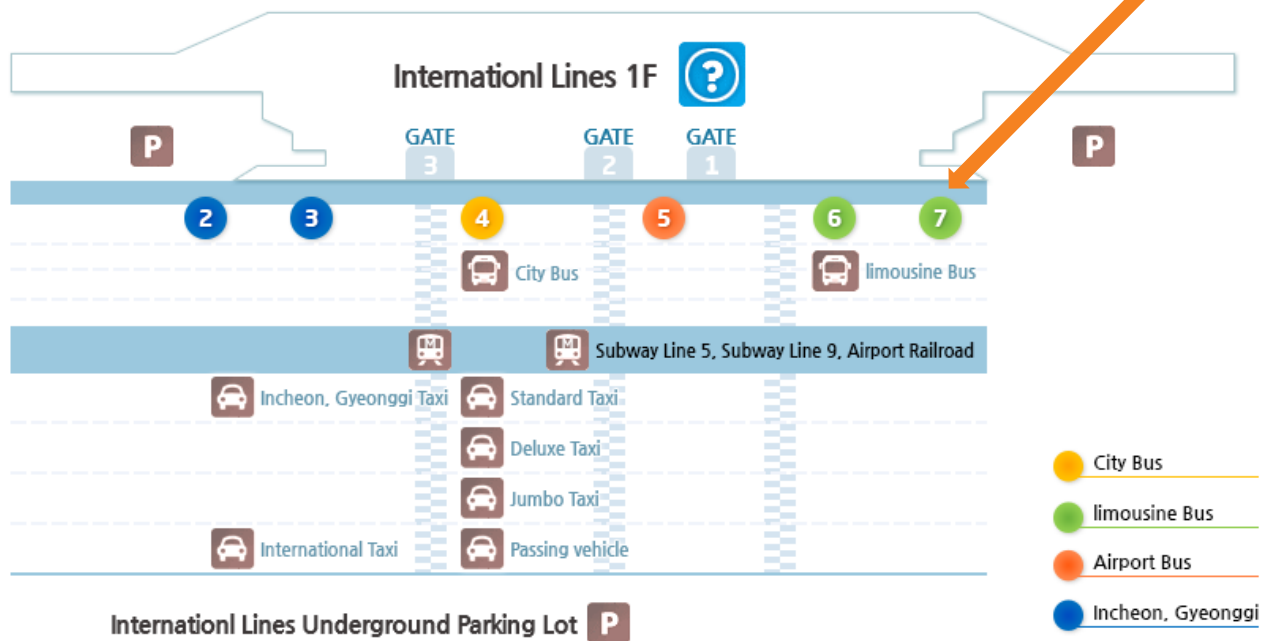 Internationl Lines 1F ?
GATE GATE GATE
3 2 1
P P
2 3 4 5 6 7
City Bus limousine Bus
M M Subway Line 5, Subway Line 9, Airport Railroad
Incheon, Gyeonggi Taxi Standard Taxi
Deluxe Taxi
Jumbo Taxi
International Taxi Passing vehicle
City Bus
limousine Bus
Airport Bus
Incheon, Gyeonggi
Internationl Lines Underground Parking Lot P